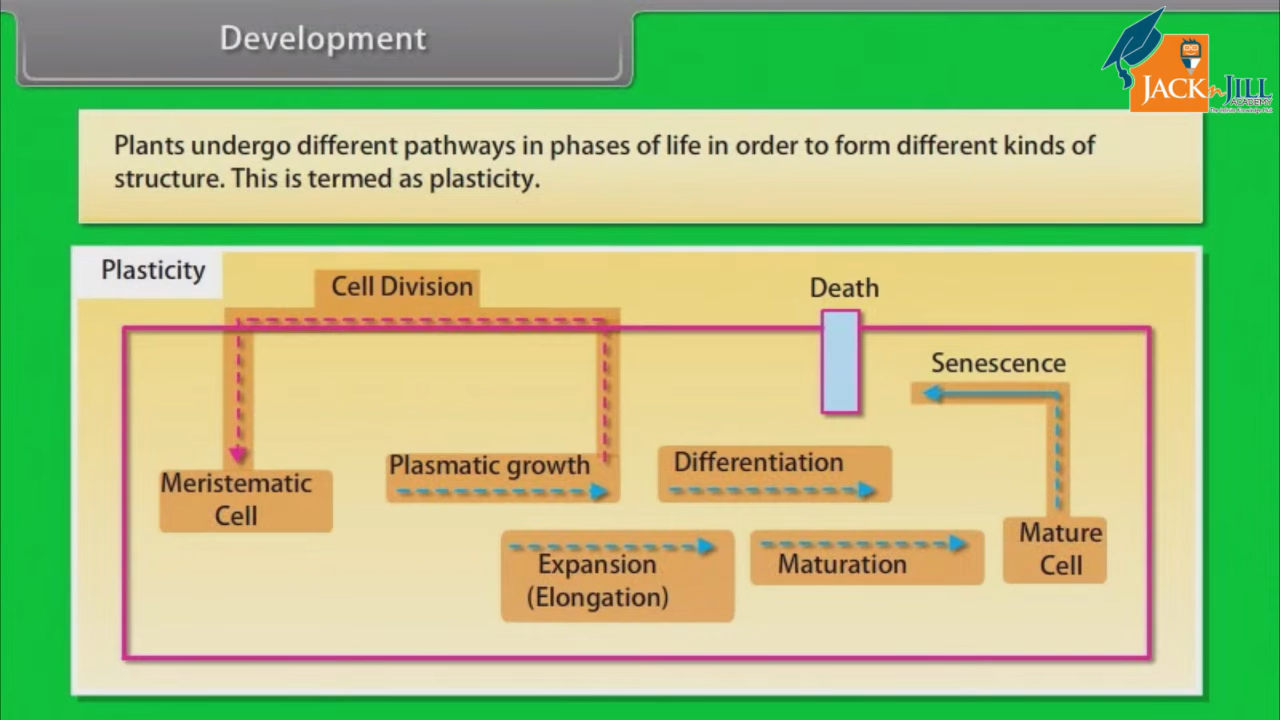 Development
JACK n JILL
ACADEMY
Plants undergo different pathways in phases of life in order to form different kinds of
structure. This is termed as plasticity.
Plasticity
Cell Division
Death
Senescence
Plasmatic growth
Differentiation
Meristematic
Cell
Mature
Cell
Expansion
(Elongation)
Maturation